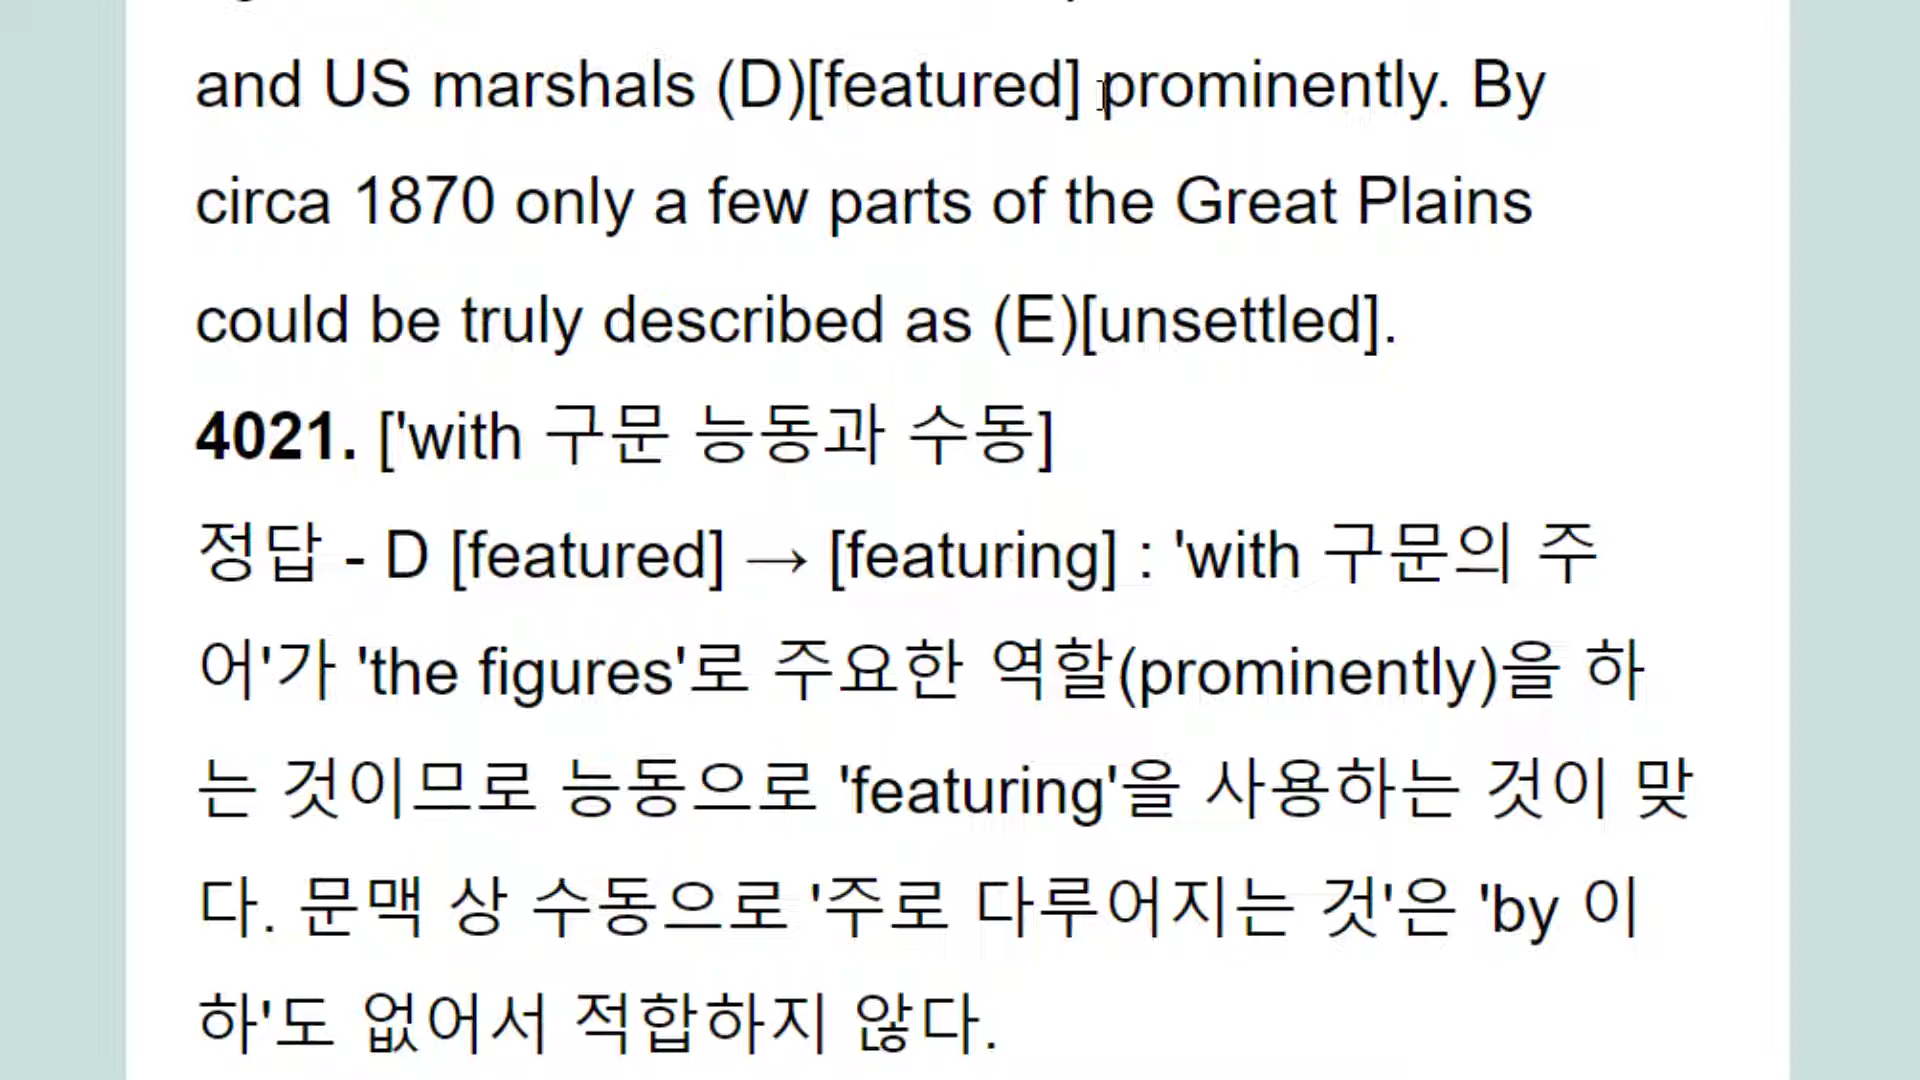 and US marshals (D)[featured] prominently. By
circa 1870 only a few parts of the Great Plains
could be truly described as (E)[unsettled].
4021. ['with 구문 능동과 수동]
정답 - D [featured] → [featuring] : 'with 구문의 주
어'가 'the figures'로 주요한 역할(prominently)을 하
는 것이므로 능동으로 'featuring'을 사용하는 것이 맞
다. 문맥 상 수동으로 '주로 다루어지는 것'은 'by 이
하'도 없어서 적합하지 않다.